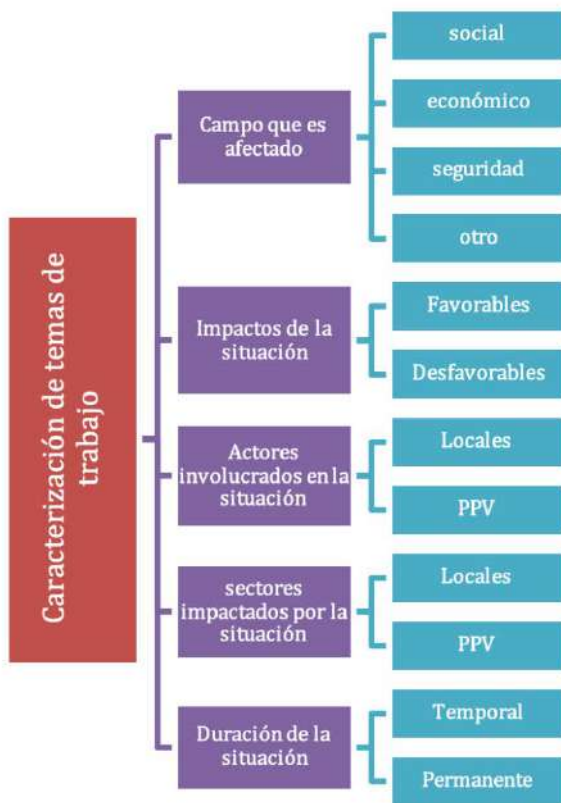 Caracterización de temas de
trabajo
Campo que es
afectado
social
económico
seguridad
otro
Impactos de la
situación
Favorables
Desfavorables
Actores
involucrados en la
situación
Locales
PPV
sectores
impactados por la
situación
Locales
PPV
Duración de la
situación
Temporal
Permanente